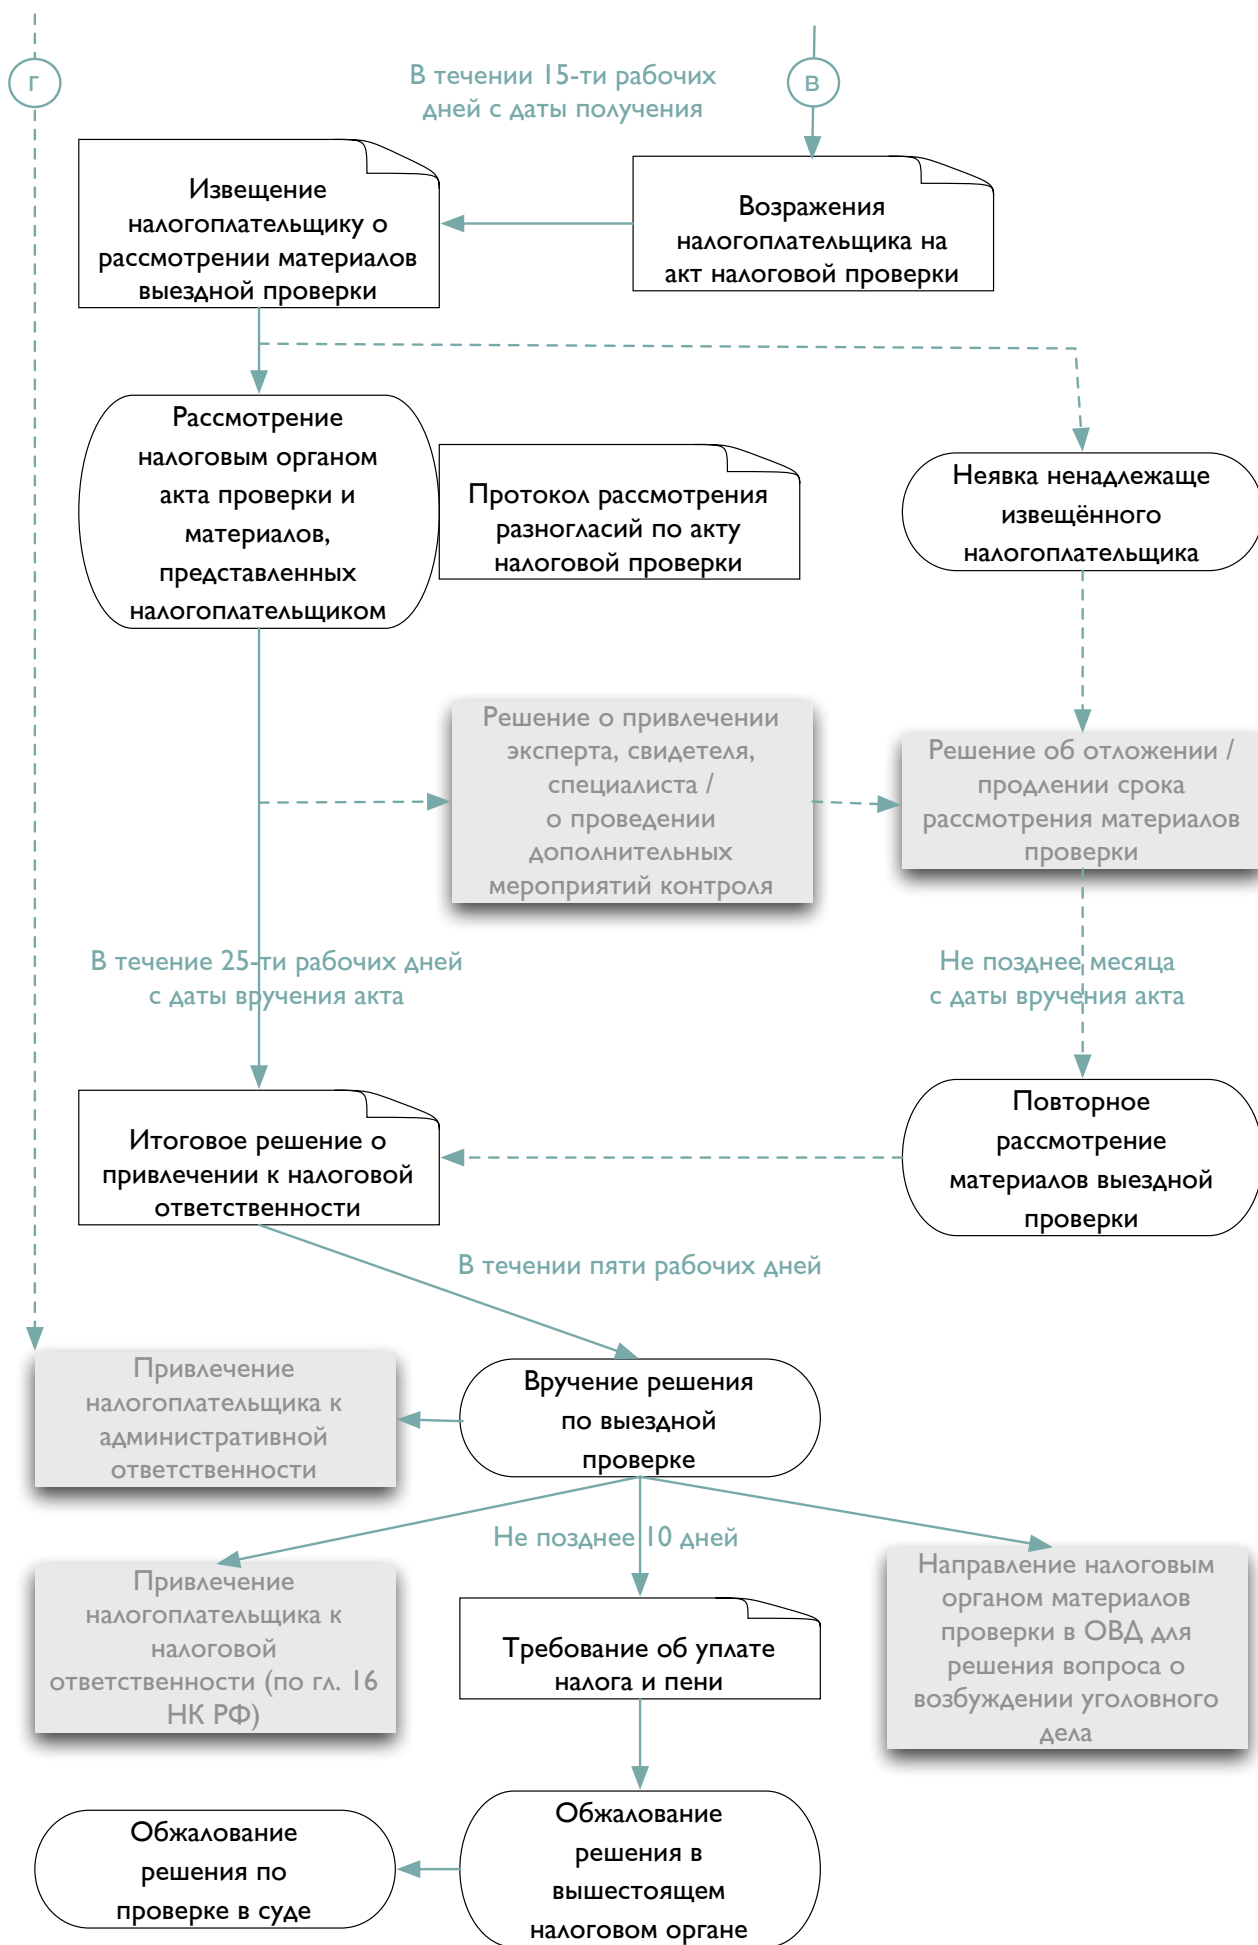 г
В течении 15-ти рабочих
дней с даты получения
в
Извещение
налогоплательщику о
рассмотрении материалов
выездной проверки
Возражения
налогоплательщика на
акт налоговой проверки
Рассмотрение
налоговым органом
акта проверки и
материалов,
представленных
налогоплательщиком
Протокол рассмотрения
разногласий по акту
налоговой проверки
Неявка ненадлежаще
извещённого
налогоплательщика
Решение о привлечении
эксперта, свидетеля,
специалиста /
о проведении
дополнительных
мероприятий контроля
Решение об отложении /
продлении срока
рассмотрения материалов
проверки
В течение 25-ти рабочих дней
с даты вручения акта
Не позднее месяца
с даты вручения акта
Итоговое решение о
привлечении к налоговой
ответственности
Повторное
рассмотрение
материалов выездной
проверки
В течении пяти рабочих дней
Привлечение
налогоплательщика к
административной
ответственности
Вручение решения
по выездной
проверке
Не позднее 10 дней
Привлечение
налогоплательщика к
налоговой
ответственности (по гл. 16
НК РФ)
Требование об уплате
налога и пени
Направление налоговым
органом материалов
проверки в ОВД для
решения вопроса о
возбуждении уголовного
дела
Обжалование
решения по
проверке в суде
Обжалование
решения в
вышестоящем
налоговом органе